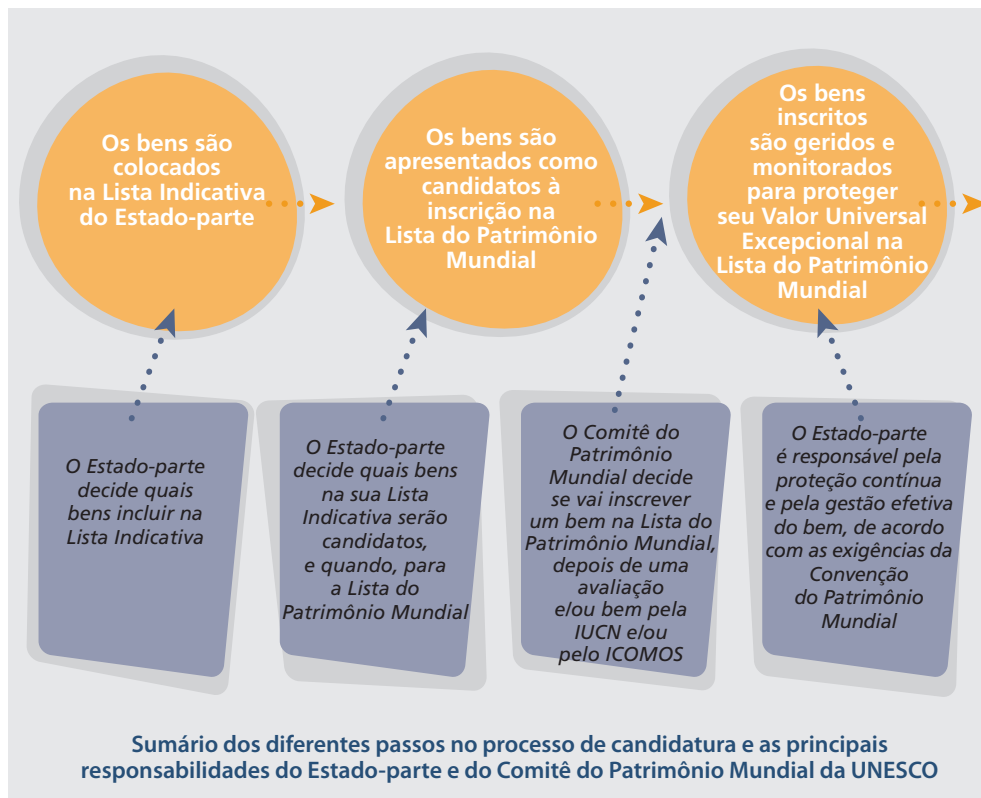 Os bens são
colocados
na Lista Indicativa
do Estado-parte
Os bens são
apresentados como
candidatos à
inscrição na
Lista do Patrimônio
Mundial
Os bens
inscritos
são geridos e
monitorados
para proteger
seu Valor Universal
Excepcional na
Lista do Patrimônio
Mundial
O Estado-parte
decide quais
bens incluir na
Lista Indicativa
O Estado-parte
decide quais bens
na sua Lista
Indicativa serão
candidatos,
e quando, para
a Lista do
Patrimônio Mundial
O Comitê do
Patrimônio
Mundial decide
se vai inscrever
um bem na Lista do
Patrimônio Mundial,
depois de uma
avaliação
e/ou bem pela
IUCN e/ou
pelo ICOMOS
O Estado-parte
é responsável pela
proteção contínua
e pela gestão efetiva
do bem, de acordo
com as exigências da
Convenção
do Patrimônio
Mundial
Sumário dos diferentes passos no processo de candidatura e as principais
responsabilidades do Estado-parte e do Comitê do Patrimônio Mundial da UNESCO